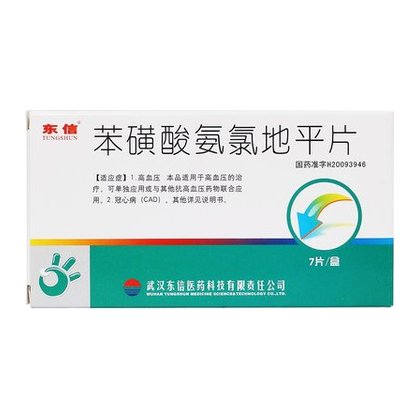 东信
TUNGSHUN
苯磺酸氨氯地平片
国药准字H20093946
【适应症】1.高血压 本品适用于高血压的治
疗,可单独应用或与其他抗高血压药物联合应
用。2.冠心病(CAD)。其他详见说明书。
7片/盒
武汉东信医药科技有限责任公司
WUHAN TUNGSHUN MEDICINE SCIENCE&TECHNOLOGY CO.,LTD.